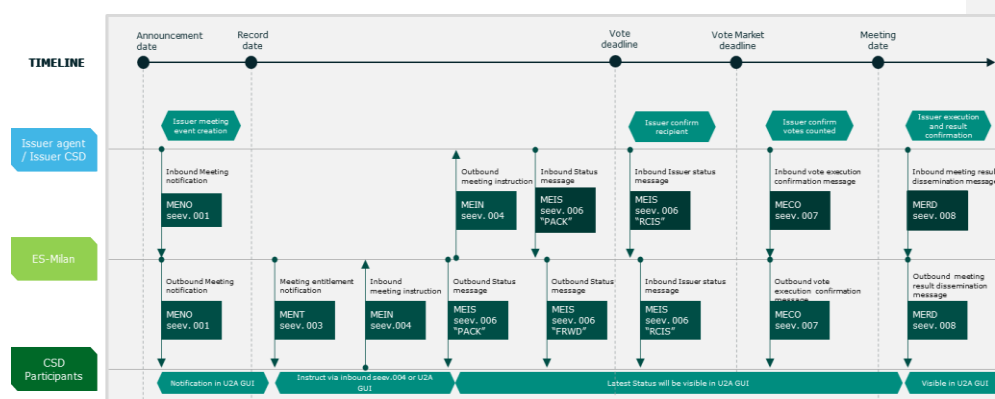 Announcement
date
Record
date
Vote
deadline
Vote Market
deadline
Meeting
date
TIMELINE
Issuer meeting
event creation
Issuer confirm
recipient
Issuer confirm
votes counted
Issuer execution
and result
confirmation
Issuer agent
/ Issuer CSD
Inbound Meeting
notification
MENO
seev.001
Outbound
meeting instruction
MEIN
seev.004
Inbound Status
message
MEIS
seev.006
"PACK"
Inbound Issuer status
message
MEIS
seev.006
"RCIS"
Inbound vote execution
confirmation message
MECO
seev.007
Inbound meeting result
dissemination message
MERD
seev.008
ES-Milan
Outbound Meeting
notification
MENO
seev.001
Meeting entitlement
notification
MENT
seev.003
Inbound
meeting instruction
MEIN
seev.004
Outbound Status
message
MEIS
seev.006
"PACK"
Outbound Status
message
MEIS
seev.006
"FRWD"
Inbound Issuer status
message
MEIS
seev.006
"RCIS"
Outbound vote
execution confirmation
message
MECO
seev.007
Outbound meeting
result dissemination
message
MERD
seev.008
CSD
Participants
Notification in U2A GUI
Instruct via inbound seev.004 or U2A
GUI
Latest Status will be visible in U2A GUI
Visible in U2A GUI